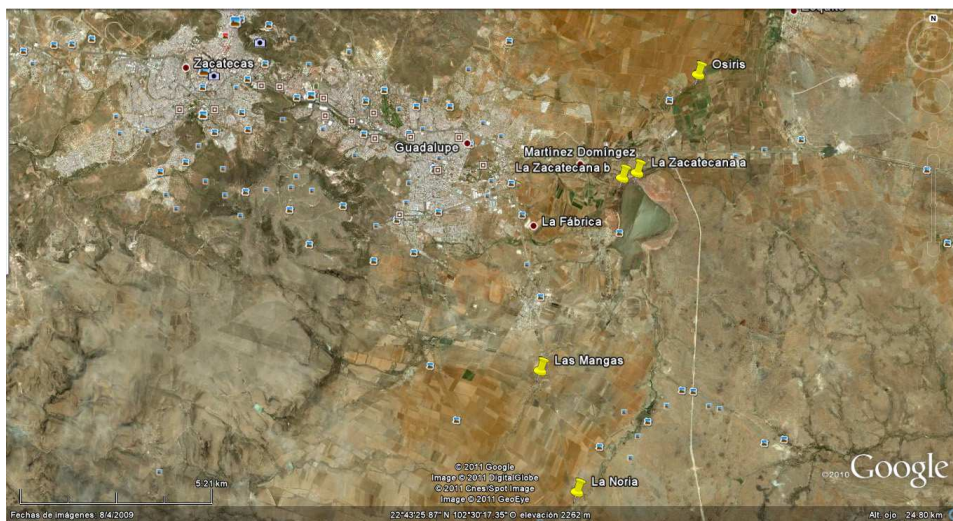 N
Zacatecas
Osiris
Guadalupe
Martínez Domíngez
La Zacatecana a
La Zacatecana b
La Fábrica
Las Mangas
La Noria
5.21 km
© 2011 Google
Image © 2011 DigitalGlobe
© 2011 Cnes/Spot Image
Image © 2011 GeoEye
©2010 Google
Fechas de imágenes: 8/4/2009
22°43'25.87" N 102°30'17.35" O elevación 2262 m
Alt. ojo 24.80 km